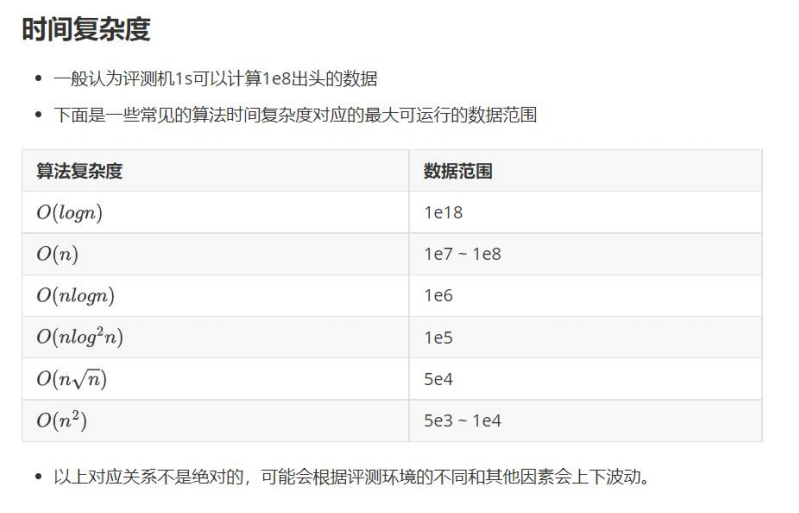 时间复杂度
一般认为评测机1s可以计算1e8出头的数据
下面是一些常见的算法时间复杂度对应的最大可运行的数据范围
算法复杂度 数据范围
O(logn) 1e18
O(n) 1e7 ~ 1e8
O(nlogn) 1e6
O(nlog²n) 1e5
O(n√n) 5e4
O(n²) 5e3 ~ 1e4
以上对应关系不是绝对的，可能会根据评测环境的不同和其他因素会上下波动。